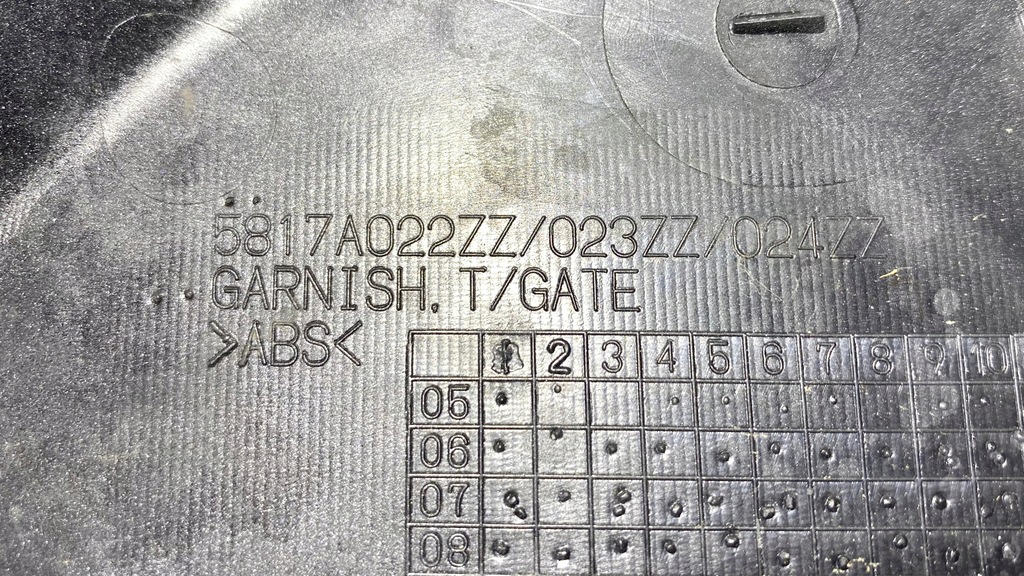 5817A022ZZ/023ZZ/024ZZ
GARNISH, T/GATE
>ABS<
2 3 4 5 6 7 8 9 10
05
06
07
08